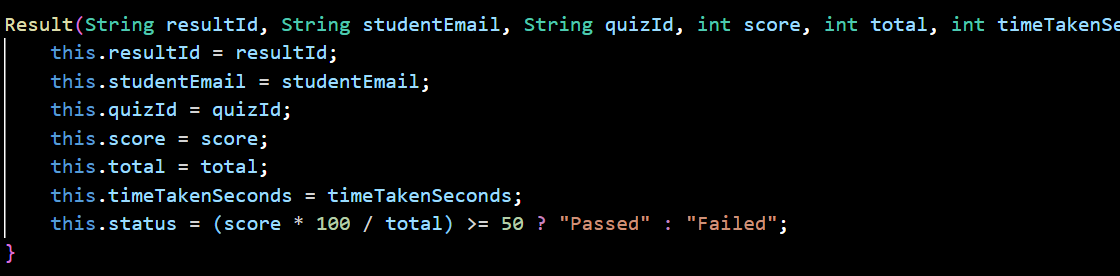 Result(String resultId, String studentEmail, String quizId, int score, int total, int timeTakenSe
this.resultId = resultId;
this.studentEmail = studentEmail;
this.quizId = quizId;
this.score = score;
this.total = total;
this.timeTakenSeconds = timeTakenSeconds;
this.status = (score * 100 / total) >= 50 ? "Passed" : "Failed";
}